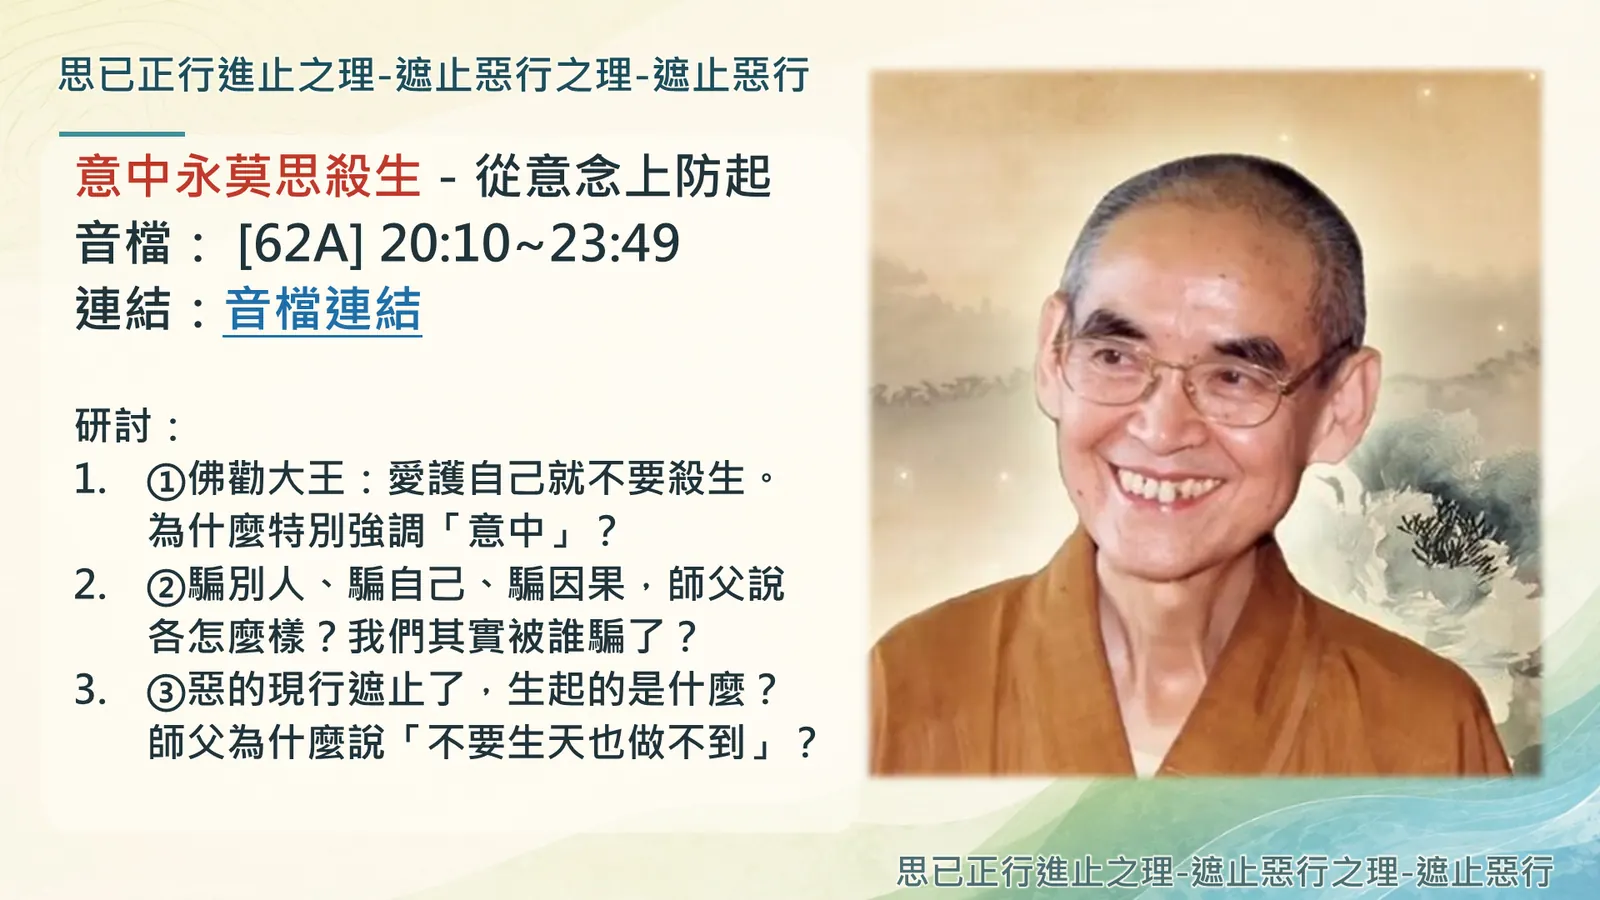 思已正行進止之理-遮止惡行之理-遮止惡行
意中永莫思殺生 - 從意念上防起
音檔： [62A] 20:10~23:49
連結：音檔連結
研討：
1. ①佛勸大王：愛護自己就不要殺生。
為什麼特別強調「意中」？
2. ②騙別人、騙自己、騙因果，師父說
各怎麼樣？我們其實被誰騙了？
3. ③惡的現行遮止了，生起的是什麼？
師父為什麼說「不要生天也做不到」？
思已正行進止之理-遮止惡行之理-遮止惡行